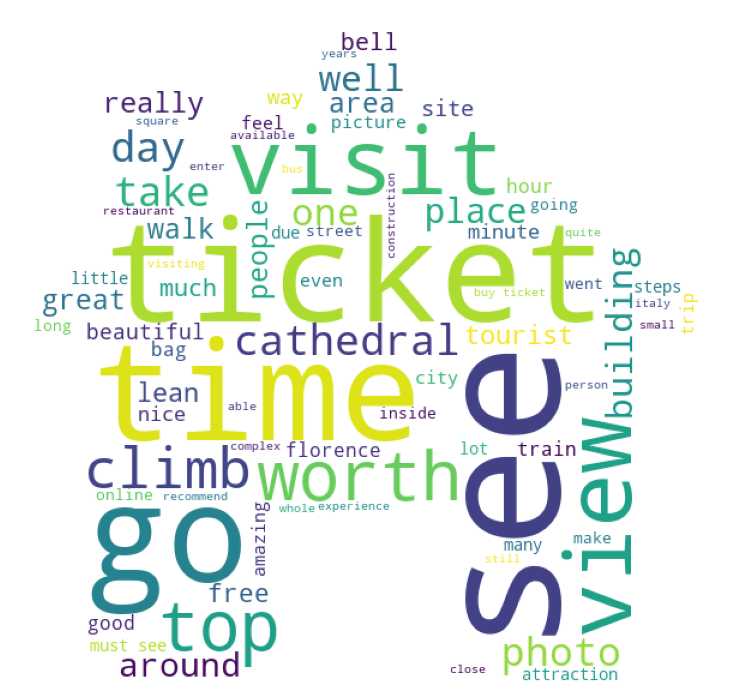 bell
years
well
way
area
really
site
square
feel
picture
available
day
visit
bus
enter
take
hour
restaurant
one
place
going
walk
people
due
street
construction
minute
quite
ticket
visiting
little
much
even
buy ticket
went
building
steps
great
italy
trip
long
beautiful
cathedral
tourist
small
bag
time
see
lean
city
person
nice
able
inside
climb
complex
florence
worth
lot
train
view
online
recommend
go
whole
experience
amazing
many
make
still
free
good
top
must see
photo
around
close
attraction